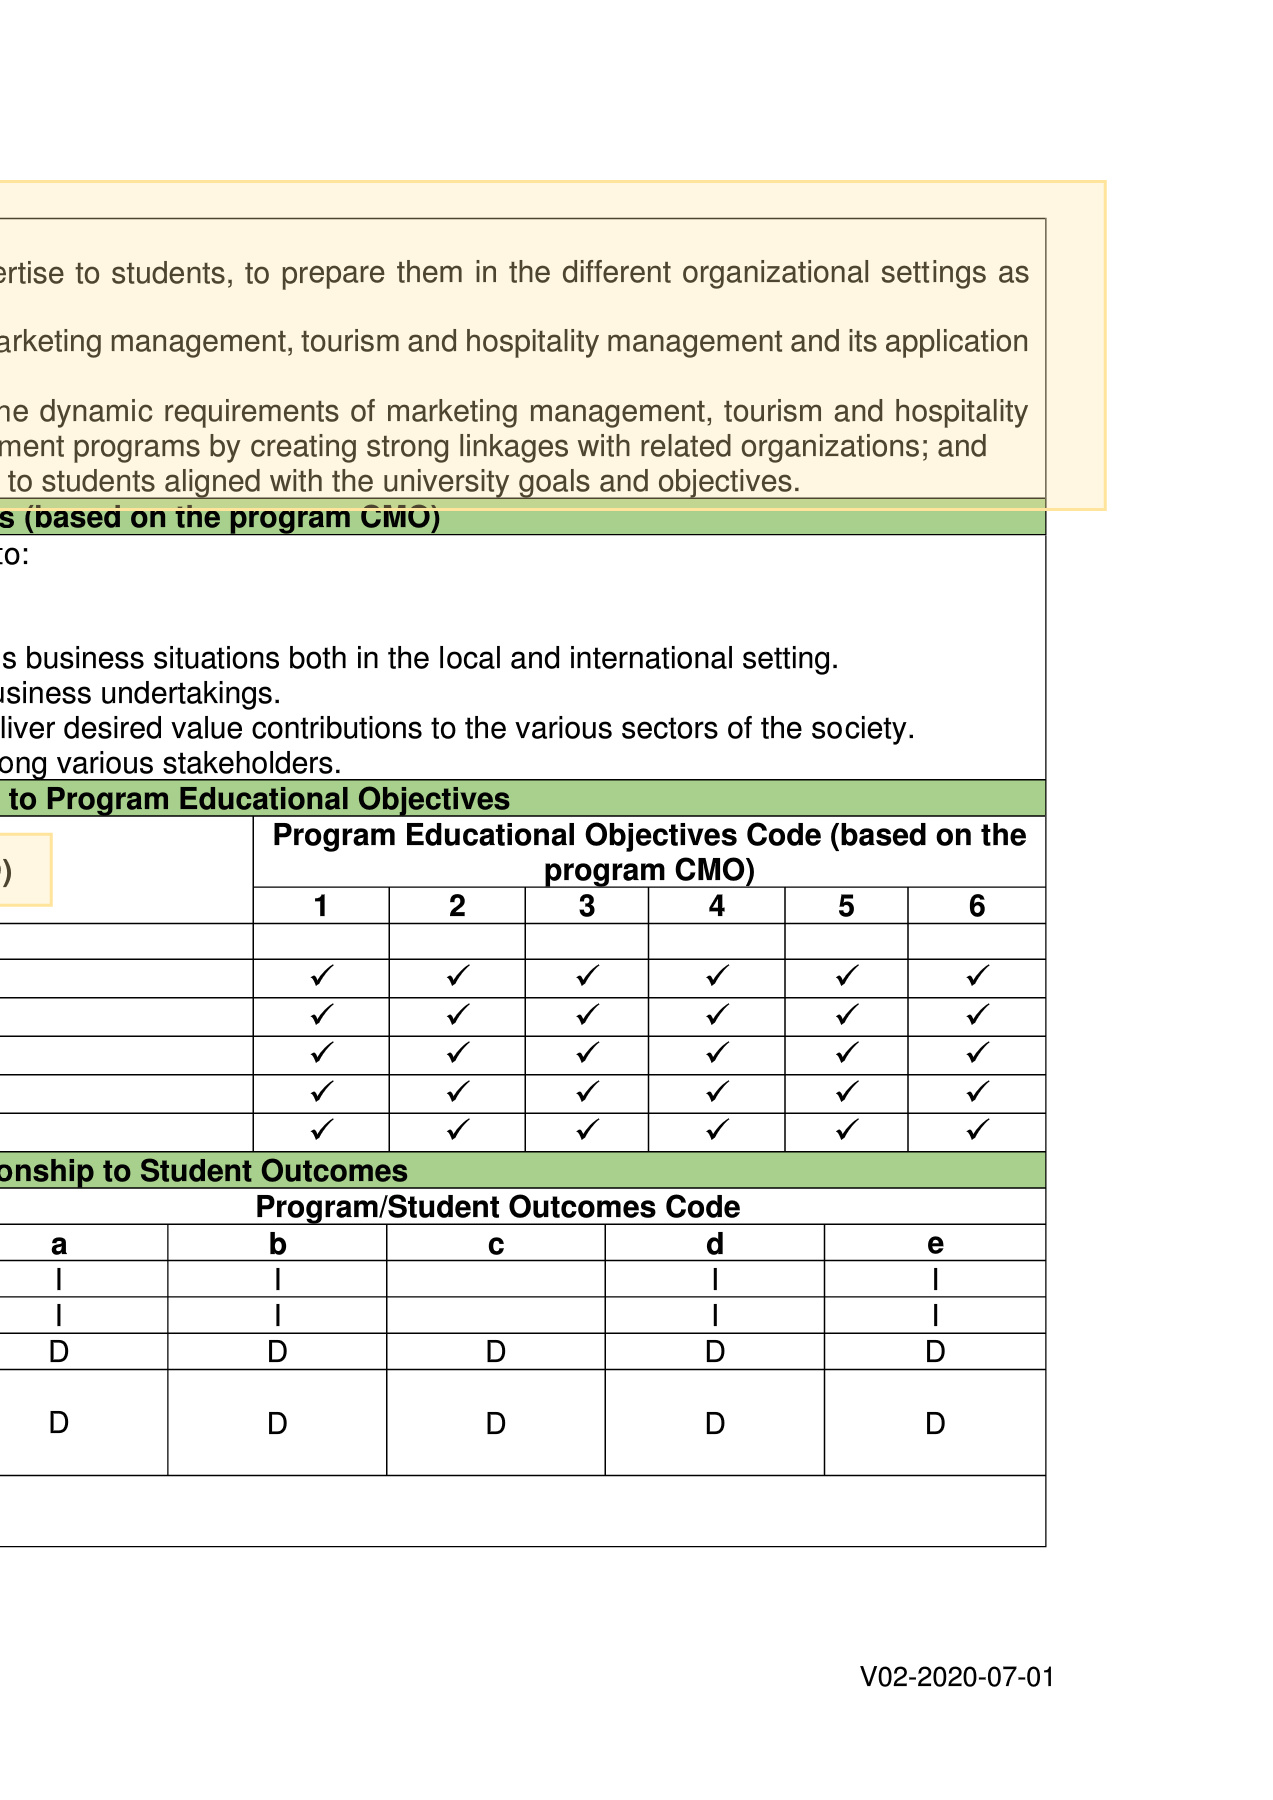 ertise to students, to prepare them in the different organizational settings as
arketing management, tourism and hospitality management and its application
he dynamic requirements of marketing management, tourism and hospitality
ment programs by creating strong linkages with related organizations; and
to students aligned with the university goals and objectives.
s (based on the program CMO)
to:
s business situations both in the local and international setting.
usiness undertakings.
liver desired value contributions to the various sectors of the society.
ong various stakeholders.
to Program Educational Objectives
Program Educational Objectives Code (based on the
program CMO)
)
1 2 3 4 5 6
✓ ✓ ✓ ✓ ✓ ✓
✓ ✓ ✓ ✓ ✓ ✓
✓ ✓ ✓ ✓ ✓ ✓
✓ ✓ ✓ ✓ ✓ ✓
✓ ✓ ✓ ✓ ✓ ✓
onship to Student Outcomes
Program/Student Outcomes Code
a b c d e
I I I I
I I I I
D D D D D
D D D D D
V02-2020-07-01